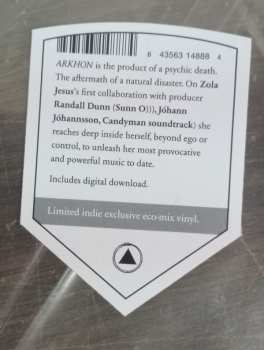 6 43563 14888 4
ARKHON is the product of a psychic death.
The aftermath of a natural disaster. On Zola
Jesus's first collaboration with producer
Randall Dunn (Sunn O))), Jóhann
Jóhannsson, Candyman soundtrack) she
reaches deep inside herself, beyond ego or
control, to unleash her most provocative
and powerful music to date.
Includes digital download.
Limited indie exclusive eco-mix vinyl.